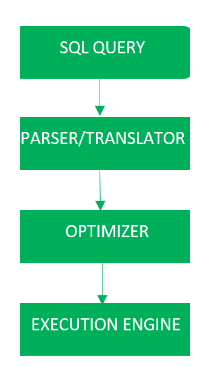 SQL QUERY
PARSER/TRANSLATOR
OPTIMIZER
EXECUTION ENGINE